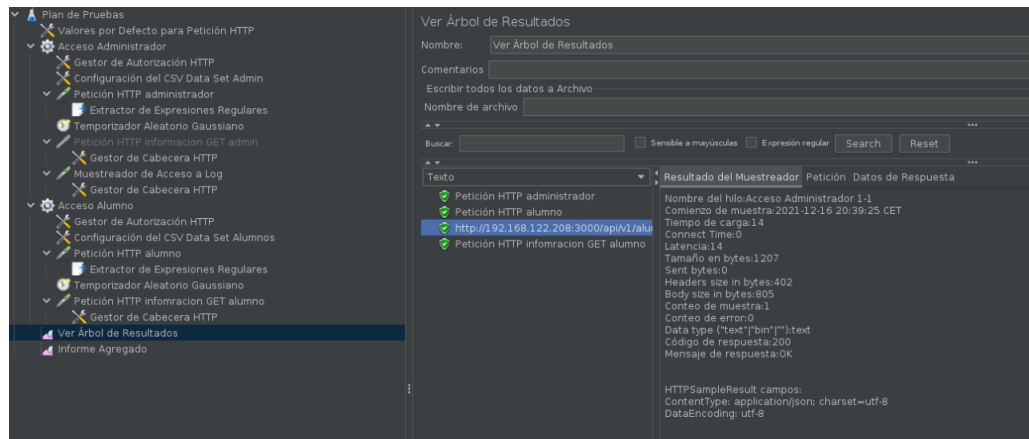 Plan de Pruebas
Valores por Defecto para Petición HTTP
Acceso Administrador
Gestor de Autorización HTTP
Configuración del CSV Data Set Admin
Petición HTTP administrador
Extractor de Expresiones Regulares
Temporizador Aleatorio Gaussiano
Petición HTTP informacion GET admin
Gestor de Cabecera HTTP
Muestreador de Acceso a Log
Gestor de Cabecera HTTP
Acceso Alumno
Gestor de Autorización HTTP
Configuración del CSV Data Set Alumnos
Petición HTTP alumno
Extractor de Expresiones Regulares
Temporizador Aleatorio Gaussiano
Petición HTTP infomracion GET alumno
Gestor de Cabecera HTTP
Ver Árbol de Resultados
Informe Agregado
Ver Árbol de Resultados
Nombre: Ver Árbol de Resultados
Comentarios
Escribir todos los datos a Archivo
Nombre de archivo
Buscar: Sensible a mayúsculas Expresión regular Search Reset
Texto
Petición HTTP administrador
Petición HTTP alumno
http://192.168.122.208:3000/api/v1/alu
Petición HTTP infomracion GET alumno
Resultado del Muestreador Petición Datos de Respuesta
Nombre del hilo:Acceso Administrador 1-1
Comienzo de muestra:2021-12-16 20:39:25 CET
Tiempo de carga:14
Connect Time:0
Latencia:14
Tamaño en bytes:1207
Sent bytes:0
Headers size in bytes:402
Body size in bytes:805
Conteo de muestra:1
Conteo de error:0
Data type ("text"|"bin"|""):text
Código de respuesta:200
Mensaje de respuesta:OK
HTTPSampleResult campos:
ContentType: application/json; charset=utf-8
DataEncoding: utf-8